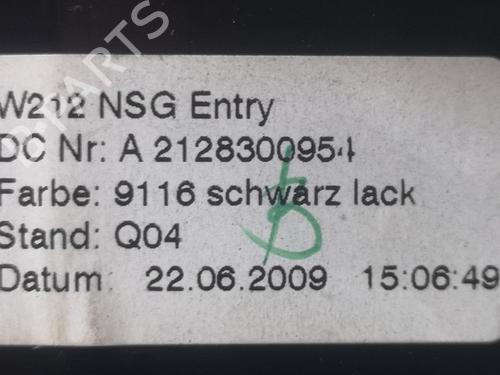 W212 NSG Entry
DC Nr: A 2128300954
Farbe: 9116 schwarz lack
Stand: Q04
Datum: 22.06.2009 15:06:49